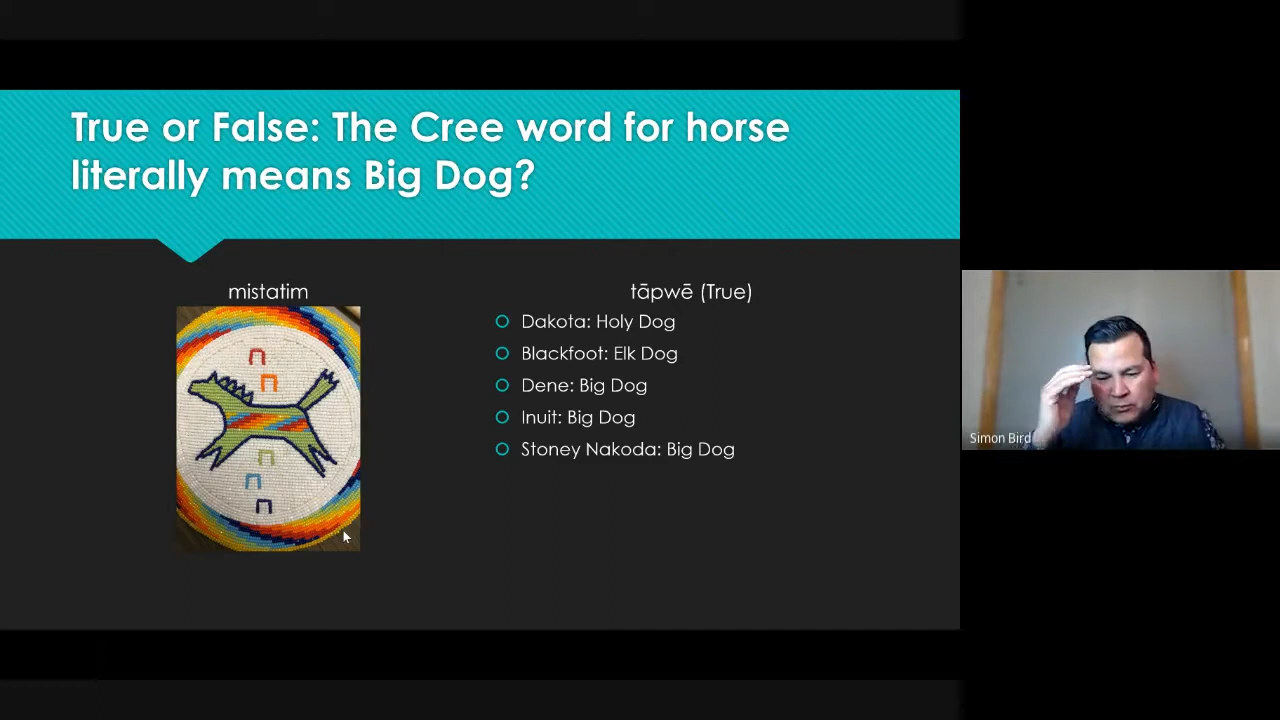 True or False: The Cree word for horse
literally means Big Dog?
mistatim
tāpwē (True)
Dakota: Holy Dog
Blackfoot: Elk Dog
Dene: Big Dog
Inuit: Big Dog
Stoney Nakoda: Big Dog
Simon Bird